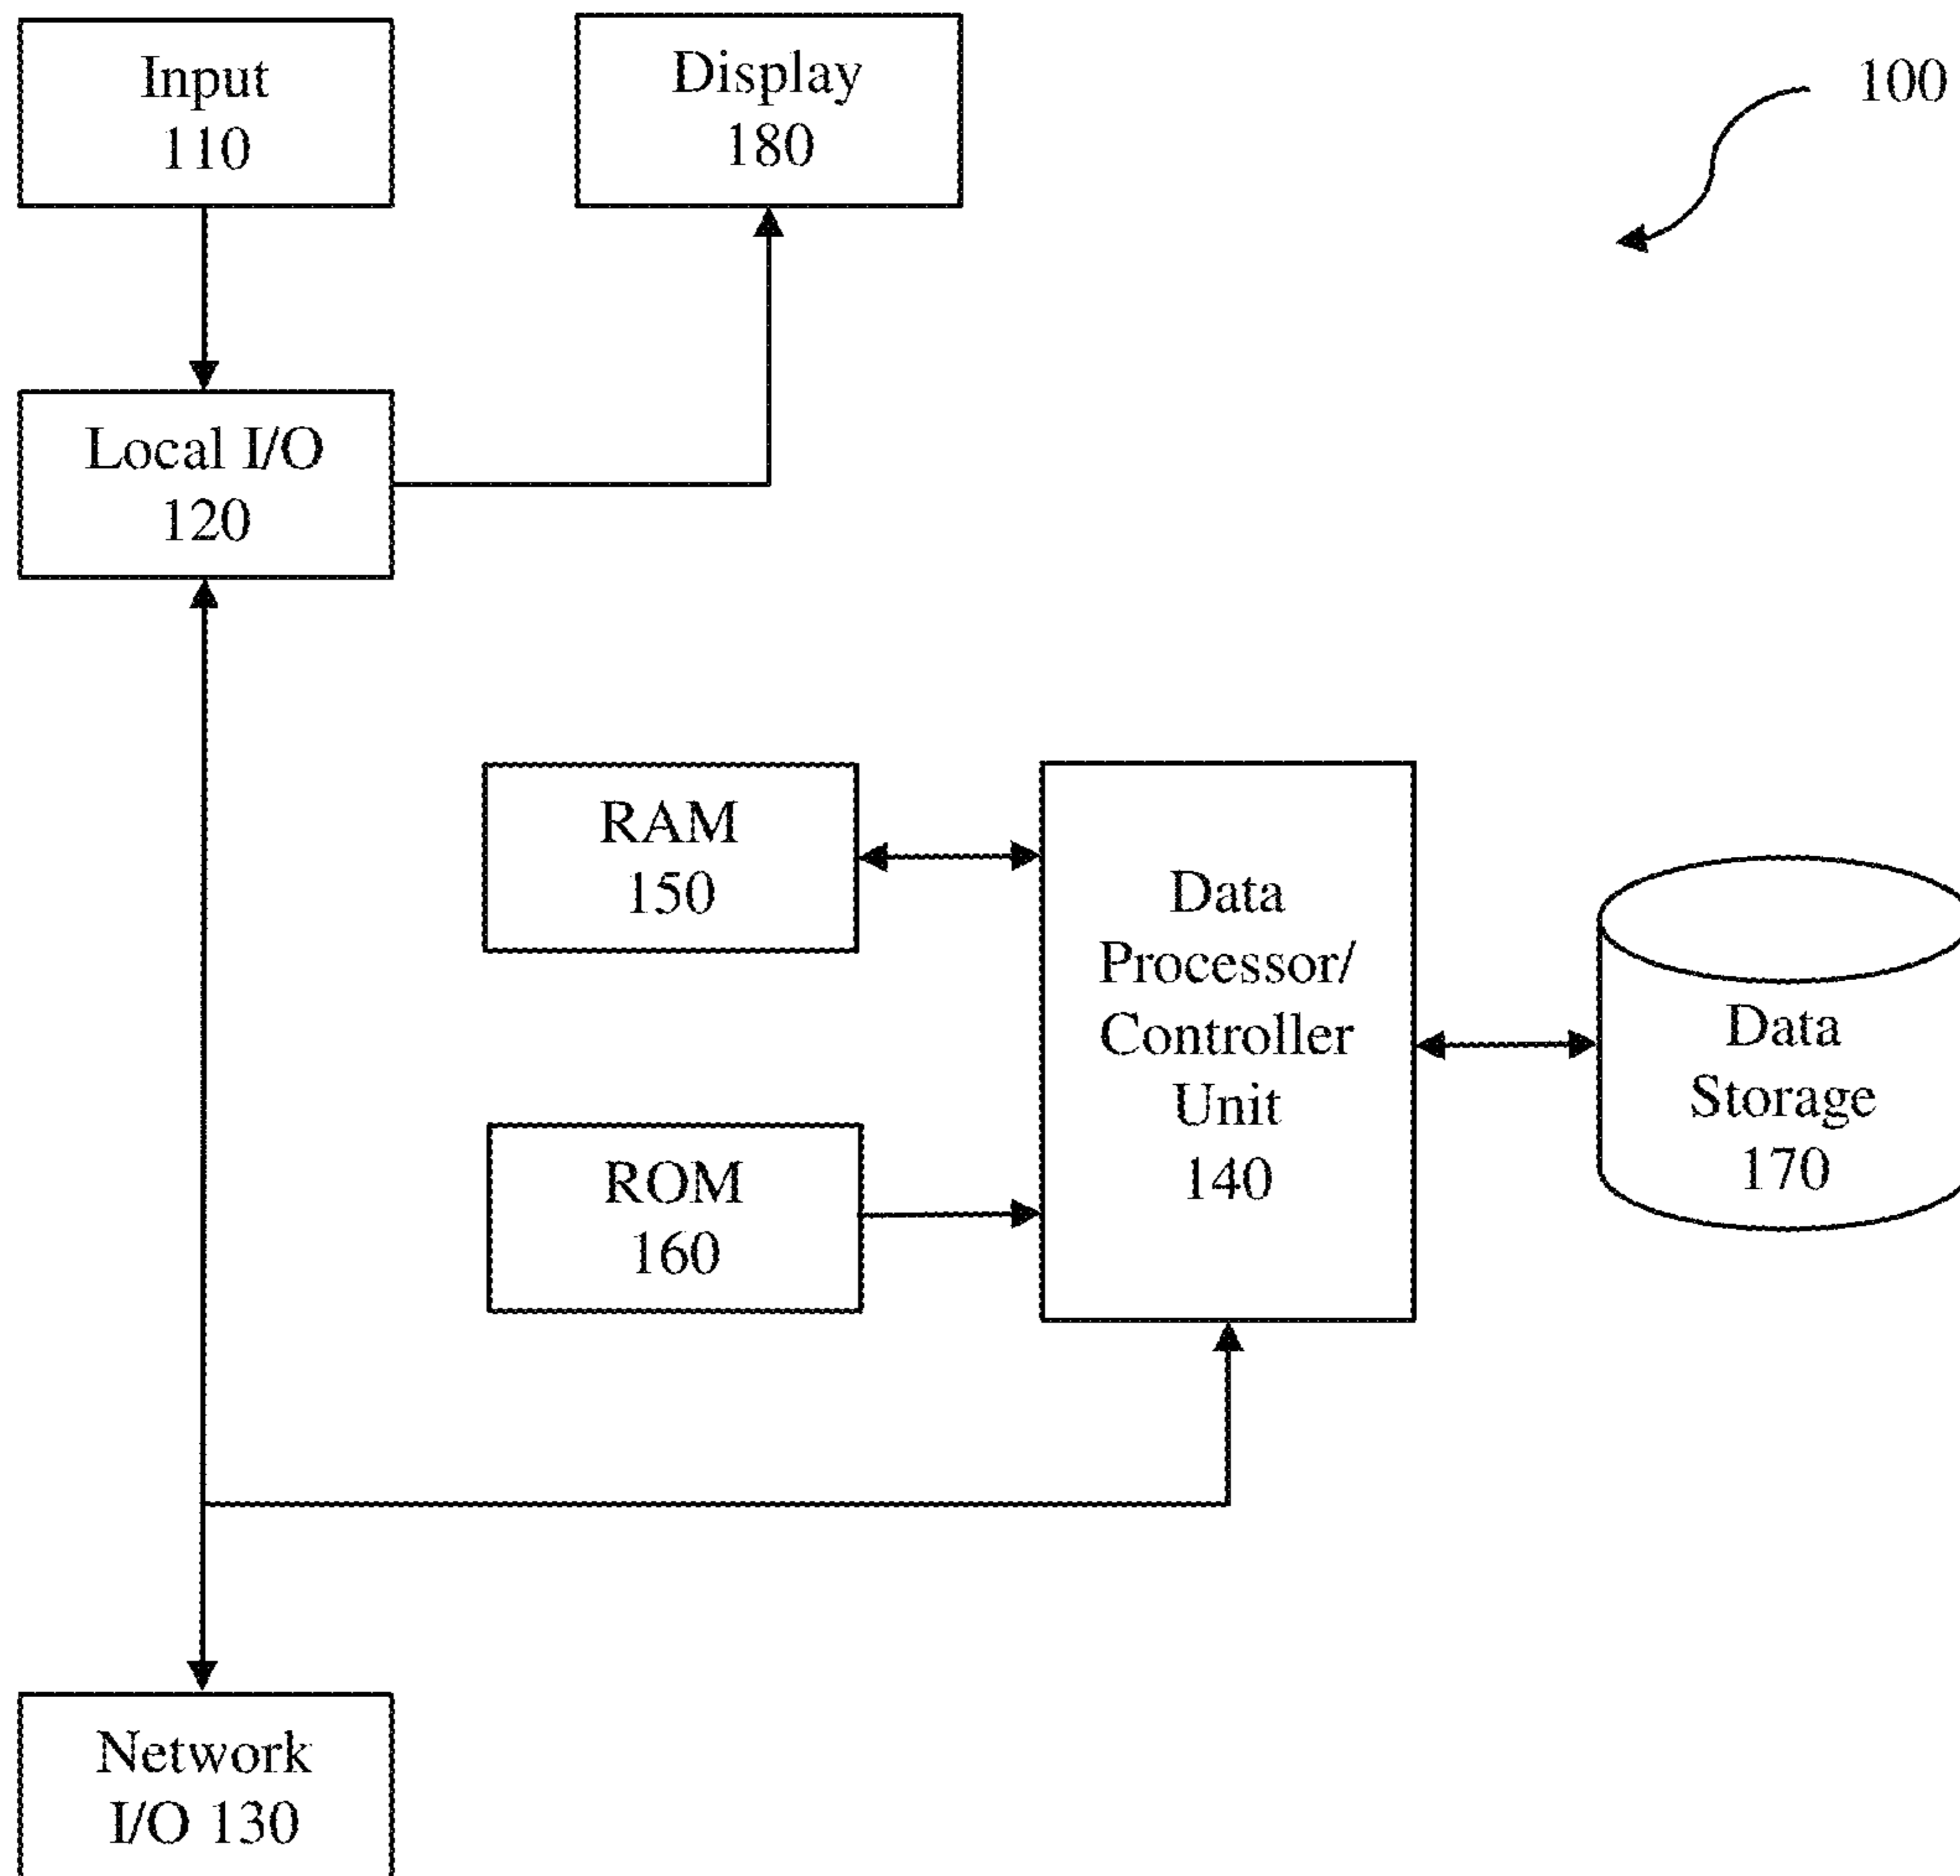 Input
110
Display
180
100
Local I/O
120
RAM
150
Data
Processor/
Controller
Unit
140
Data
Storage
170
ROM
160
Network
I/O 130